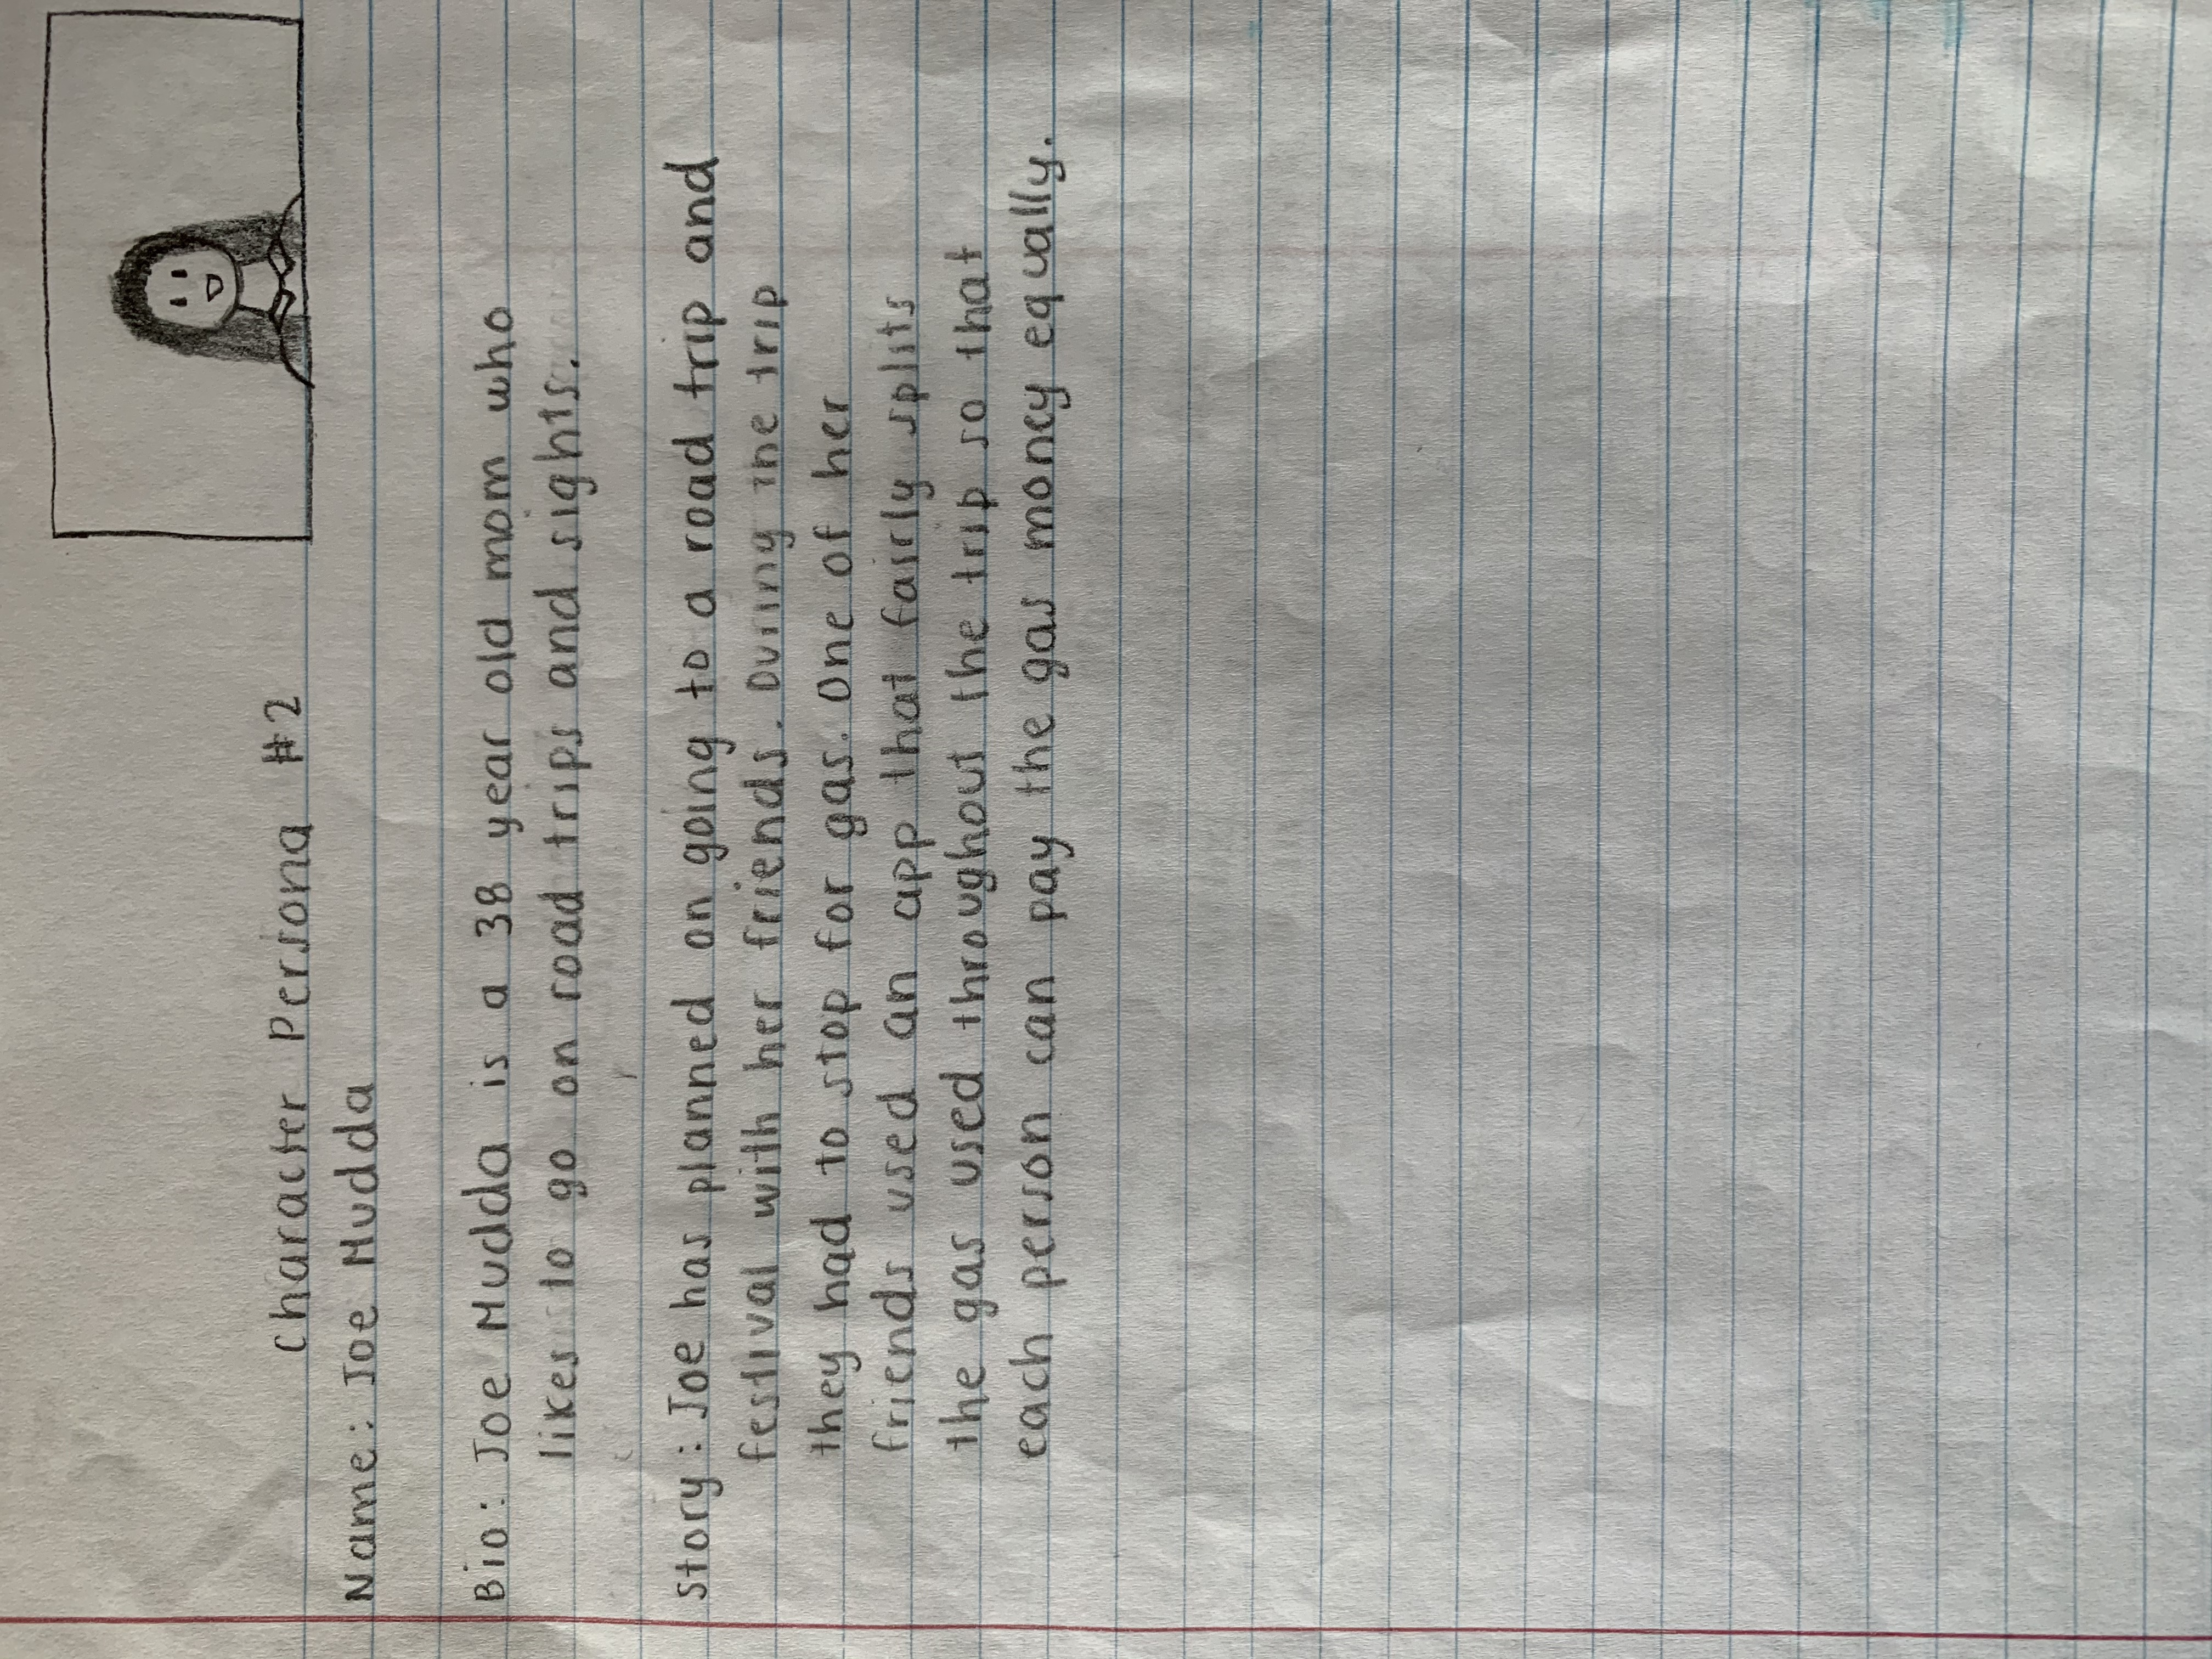 Character Persona #2
Name: Joe Mudda
Bio: Joe Mudda is a 38 year old mom who
likes to go on road trips and sights.
Story: Joe has planned on going to a road trip and
festival with her friends. During the trip
they had to stop for gas. One of her
friends used an app that fairly splits
the gas used throughout the trip so that
each person can pay the gas money equally.